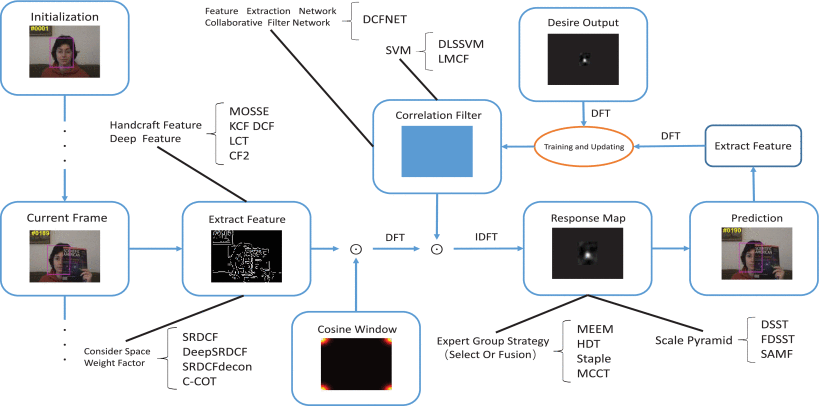 Initialization
#0001
Feature Extraction Network
Collaborative Filter Network
DCFNET
SVM
DLSSVM
LMCF
Desire Output
DFT
Handcraft Feature
Deep Feature
MOSSE
KCF DCF
LCT
CF2
Correlation Filter
Training and Updating
DFT
Extract Feature
Current Frame
#0189
Extract Feature
DFT
IDFT
Response Map
Prediction
#0190
Cosine Window
Consider Space
Weight Factor
SRDCF
DeepSRDCF
SRDCFdecon
C-COT
Expert Group Strategy
(Select Or Fusion)
MEEM
HDT
Staple
MCCT
Scale Pyramid
DSST
FDSST
SAMF